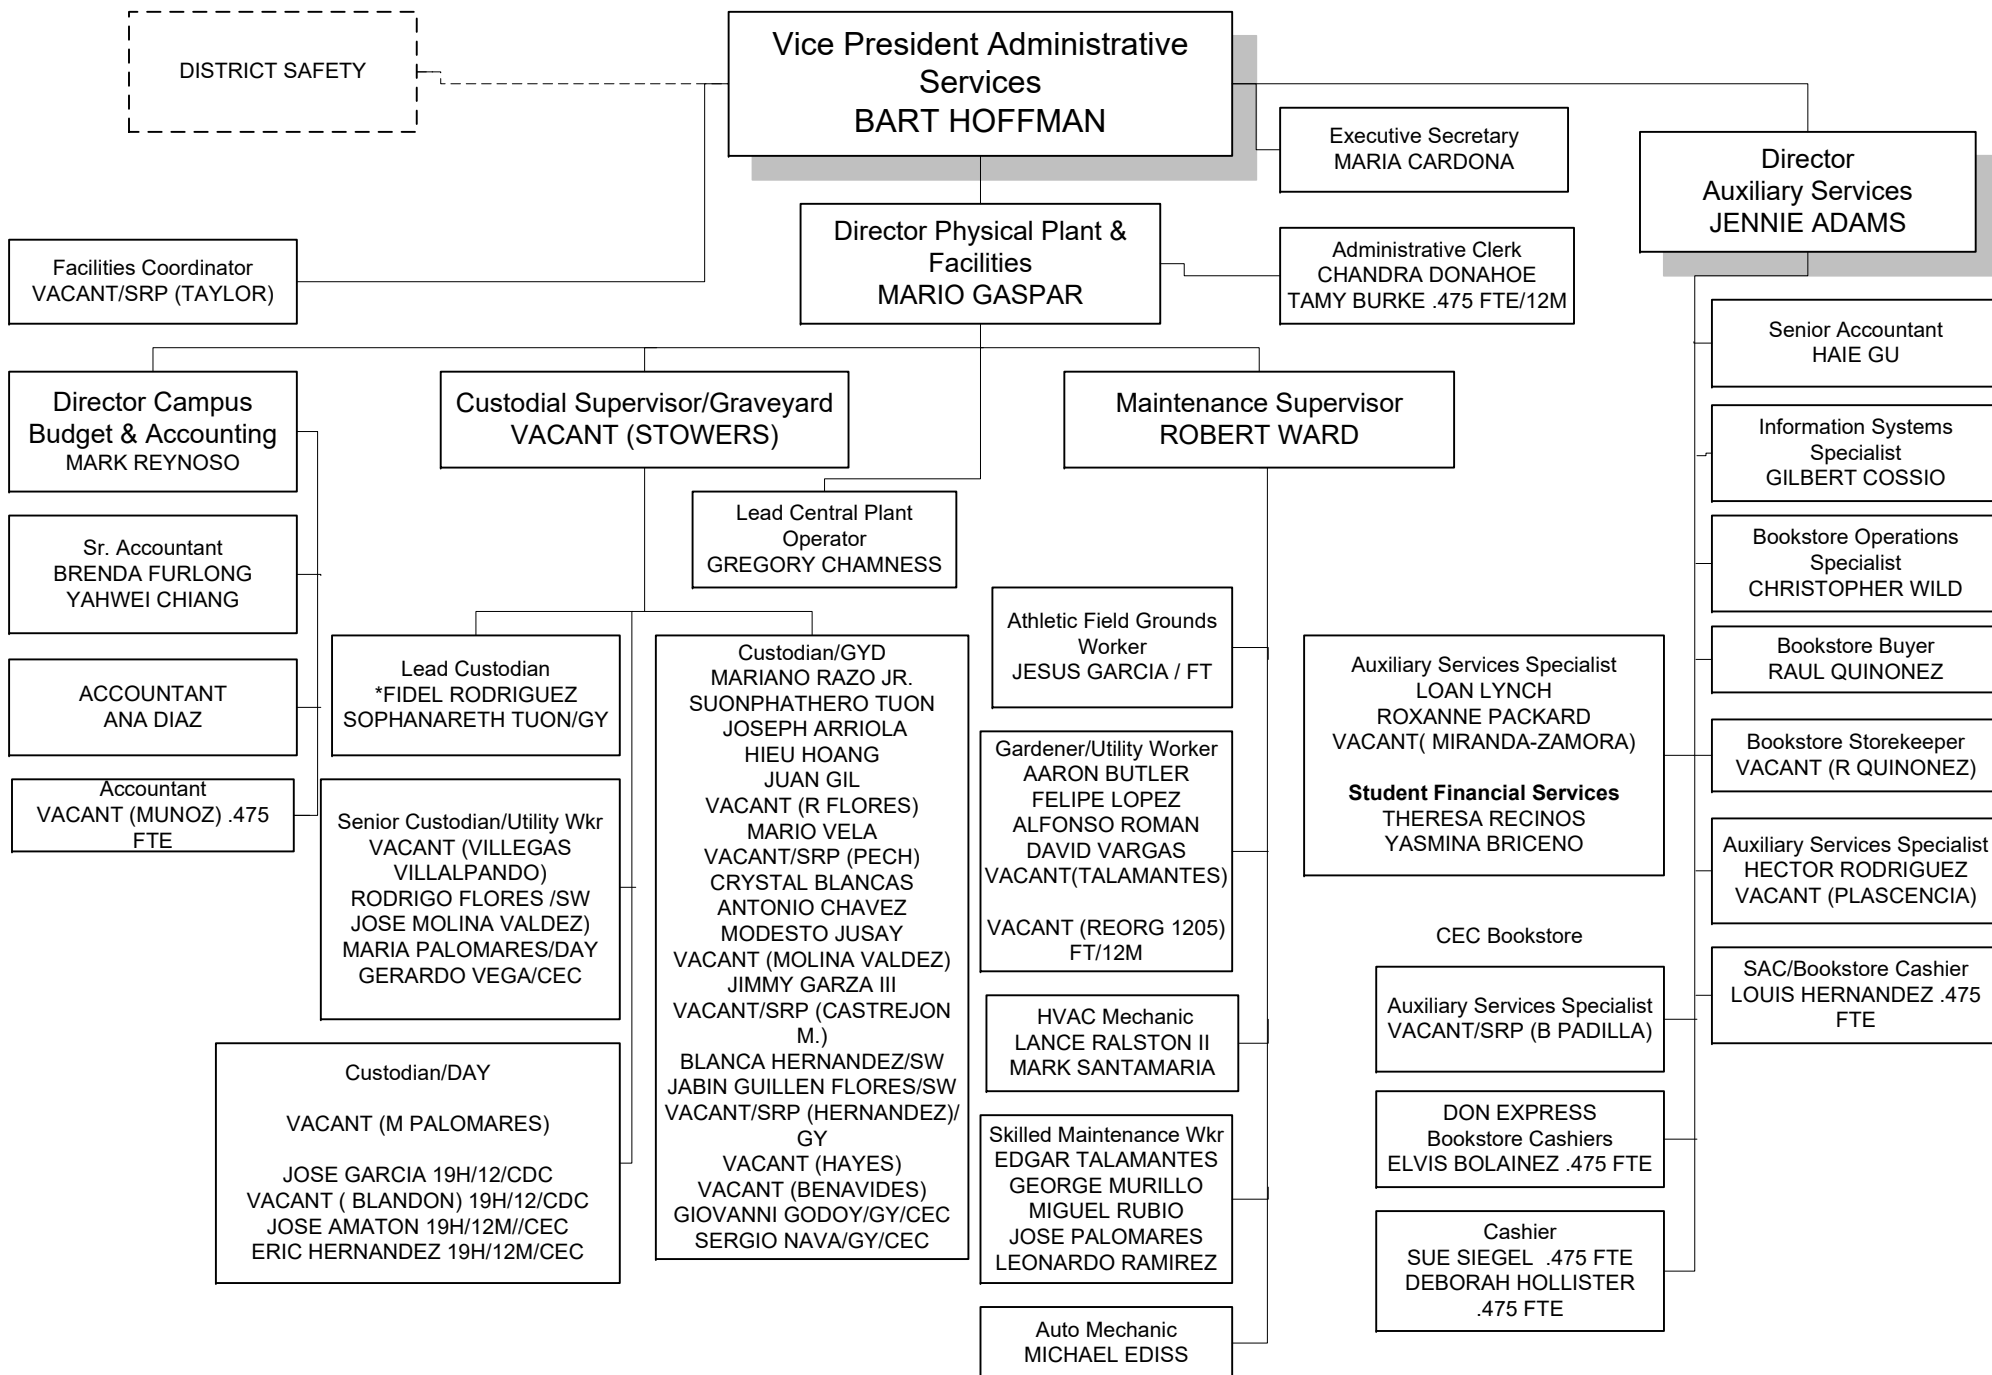 DISTRICT SAFETY
Vice President Administrative
Services
BART HOFFMAN
Executive Secretary
MARIA CARDONA
Director
Auxiliary Services
JENNIE ADAMS
Director Physical Plant &
Facilities
MARIO GASPAR
Administrative Clerk
CHANDRA DONAHOE
TAMY BURKE .475 FTE/12M
Facilities Coordinator
VACANT/SRP (TAYLOR)
Director Campus
Budget & Accounting
MARK REYNOSO
Sr. Accountant
BRENDA FURLONG
YAHWEI CHIANG
ACCOUNTANT
ANA DIAZ
Accountant
VACANT (MUNOZ) .475
FTE
Custodial Supervisor/Graveyard
VACANT (STOWERS)
Lead Central Plant
Operator
GREGORY CHAMNESS
Lead Custodian
*FIDEL RODRIGUEZ
SOPHANARETH TUON/GY
Senior Custodian/Utility Wkr
VACANT (VILLEGAS
VILLALPANDO)
RODRIGO FLORES /SW
JOSE MOLINA VALDEZ)
MARIA PALOMARES/DAY
GERARDO VEGA/CEC
Custodian/DAY
VACANT (M PALOMARES)
JOSE GARCIA 19H/12/CDC
VACANT ( BLANDON) 19H/12/CDC
JOSE AMATON 19H/12M//CEC
ERIC HERNANDEZ 19H/12M/CEC
Custodian/GYD
MARIANO RAZO JR.
SUONPHATHERO TUON
JOSEPH ARRIOLA
HIEU HOANG
JUAN GIL
VACANT (R FLORES)
MARIO VELA
VACANT/SRP (PECH)
CRYSTAL BLANCAS
ANTONIO CHAVEZ
MODESTO JUSAY
VACANT (MOLINA VALDEZ)
JIMMY GARZA III
VACANT/SRP (CASTREJON
M.)
BLANCA HERNANDEZ/SW
JABIN GUILLEN FLORES/SW
VACANT/SRP (HERNANDEZ)/
GY
VACANT (HAYES)
VACANT (BENAVIDES)
GIOVANNI GODOY/GY/CEC
SERGIO NAVA/GY/CEC
Maintenance Supervisor
ROBERT WARD
Athletic Field Grounds
Worker
JESUS GARCIA / FT
Gardener/Utility Worker
AARON BUTLER
FELIPE LOPEZ
ALFONSO ROMAN
DAVID VARGAS
VACANT(TALAMANTES)
VACANT (REORG 1205)
FT/12M
HVAC Mechanic
LANCE RALSTON II
MARK SANTAMARIA
Skilled Maintenance Wkr
EDGAR TALAMANTES
GEORGE MURILLO
MIGUEL RUBIO
JOSE PALOMARES
LEONARDO RAMIREZ
Auto Mechanic
MICHAEL EDISS
Auxiliary Services Specialist
LOAN LYNCH
ROXANNE PACKARD
VACANT( MIRANDA-ZAMORA)
Student Financial Services
THERESA RECINOS
YASMINA BRICENO
CEC Bookstore
Auxiliary Services Specialist
VACANT/SRP (B PADILLA)
DON EXPRESS
Bookstore Cashiers
ELVIS BOLAINEZ .475 FTE
Cashier
SUE SIEGEL .475 FTE
DEBORAH HOLLISTER
.475 FTE
Senior Accountant
HAIE GU
Information Systems
Specialist
GILBERT COSSIO
Bookstore Operations
Specialist
CHRISTOPHER WILD
Bookstore Buyer
RAUL QUINONEZ
Bookstore Storekeeper
VACANT (R QUINONEZ)
Auxiliary Services Specialist
HECTOR RODRIGUEZ
VACANT (PLASCENCIA)
SAC/Bookstore Cashier
LOUIS HERNANDEZ .475
FTE